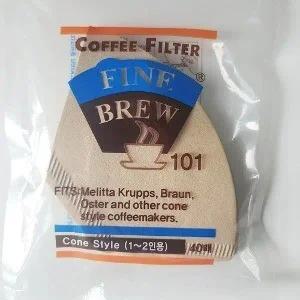 COFFEE FILTER
FINE
BREW
®
101
FITS: Melitta Krupps, Braun,
Oster and other cone
style coffeemakers.
Cone Style (1~2인용)
40매